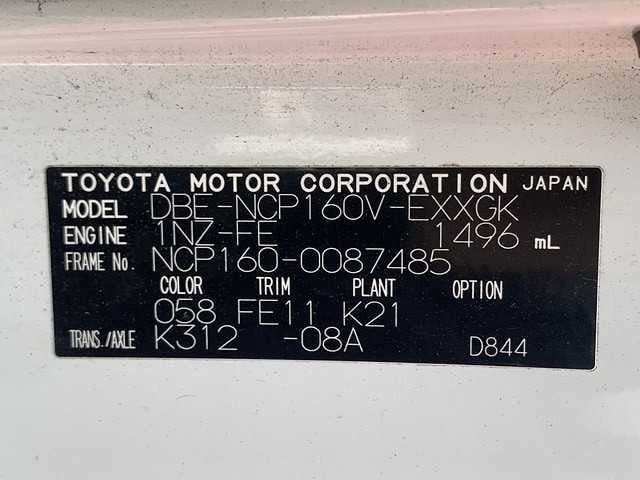 TOYOTA MOTOR CORPORATION JAPAN
MODEL DBE-NCP160V-EXXGK
ENGINE 1NZ-FE 1496 mL
FRAME No. NCP160-0087485
COLOR TRIM PLANT OPTION
058 FE11 K21
TRANS./AXLE K312 -08A D844